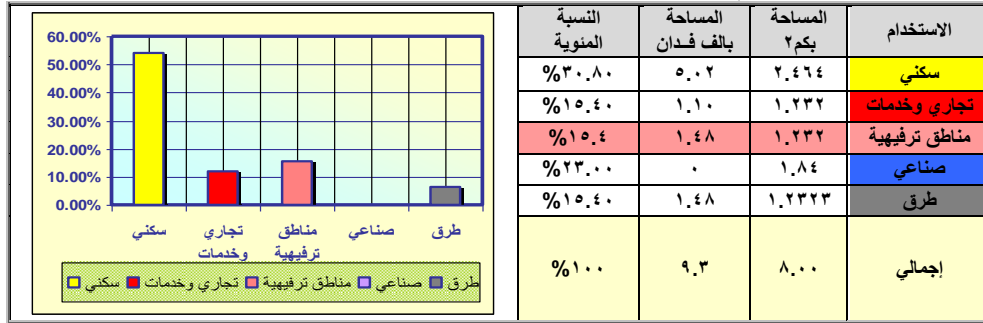 الاستخدام | المساحة بكم٢ | المساحة بالف فدان | النسبة المئوية
سكني | ٢.٤٦٤ | ٥.٠٢ | %٣٠.٨٠
تجاري وخدمات | ١.٢٣٢ | ١.١٠ | %١٥.٤٠
مناطق ترفيهية | ١.٢٣٢ | ١.٤٨ | %١٥.٤
صناعي | ١.٨٤ | ٠ | %٢٣.٠٠
طرق | ١.٢٣٢٣ | ١.٤٨ | %١٥.٤٠
إجمالي | ٨.٠٠ | ٩.٣ | %١٠٠
60.00%
50.00%
40.00%
30.00%
20.00%
10.00%
0.00%
طرق
صناعي
مناطق
ترفيهية
تجاري
وخدمات
سكني
طرق صناعي مناطق ترفيهية تجاري وخدمات سكني